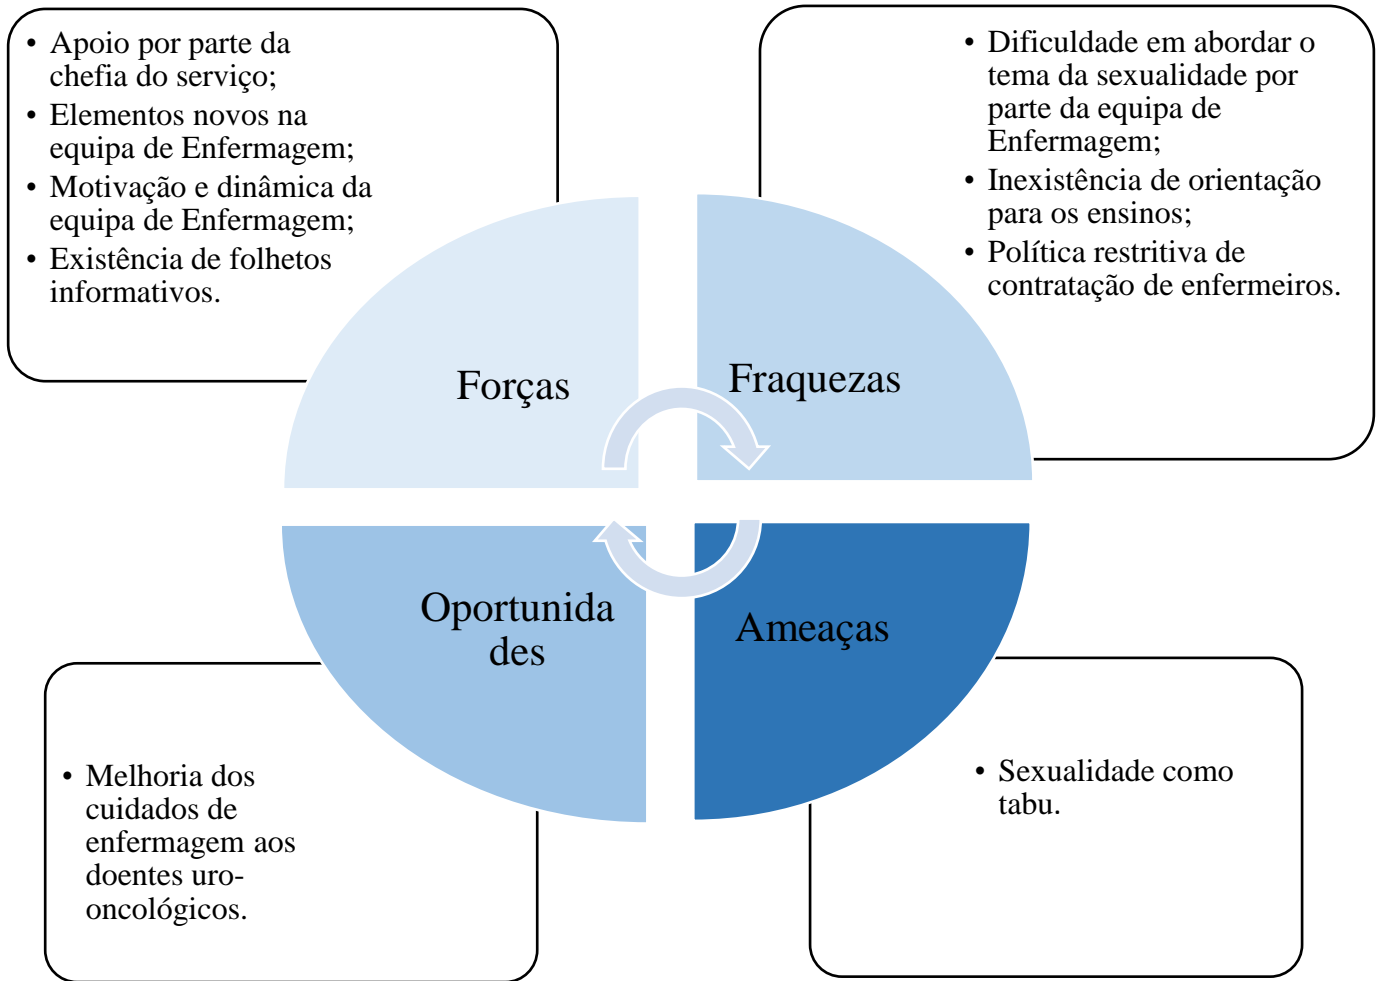 • Apoio por parte da
chefia do serviço;
• Elementos novos na
equipa de Enfermagem;
• Motivação e dinâmica da
equipa de Enfermagem;
• Existência de folhetos
informativos.
• Dificuldade em abordar o
tema da sexualidade por
parte da equipa de
Enfermagem;
• Inexistência de orientação
para os ensinos;
• Política restritiva de
contratação de enfermeiros.
Forças
Fraquezas
Oportunida
des
Ameaças
• Melhoria dos
cuidados de
enfermagem aos
doentes uro-
oncológicos.
• Sexualidade como
tabu.